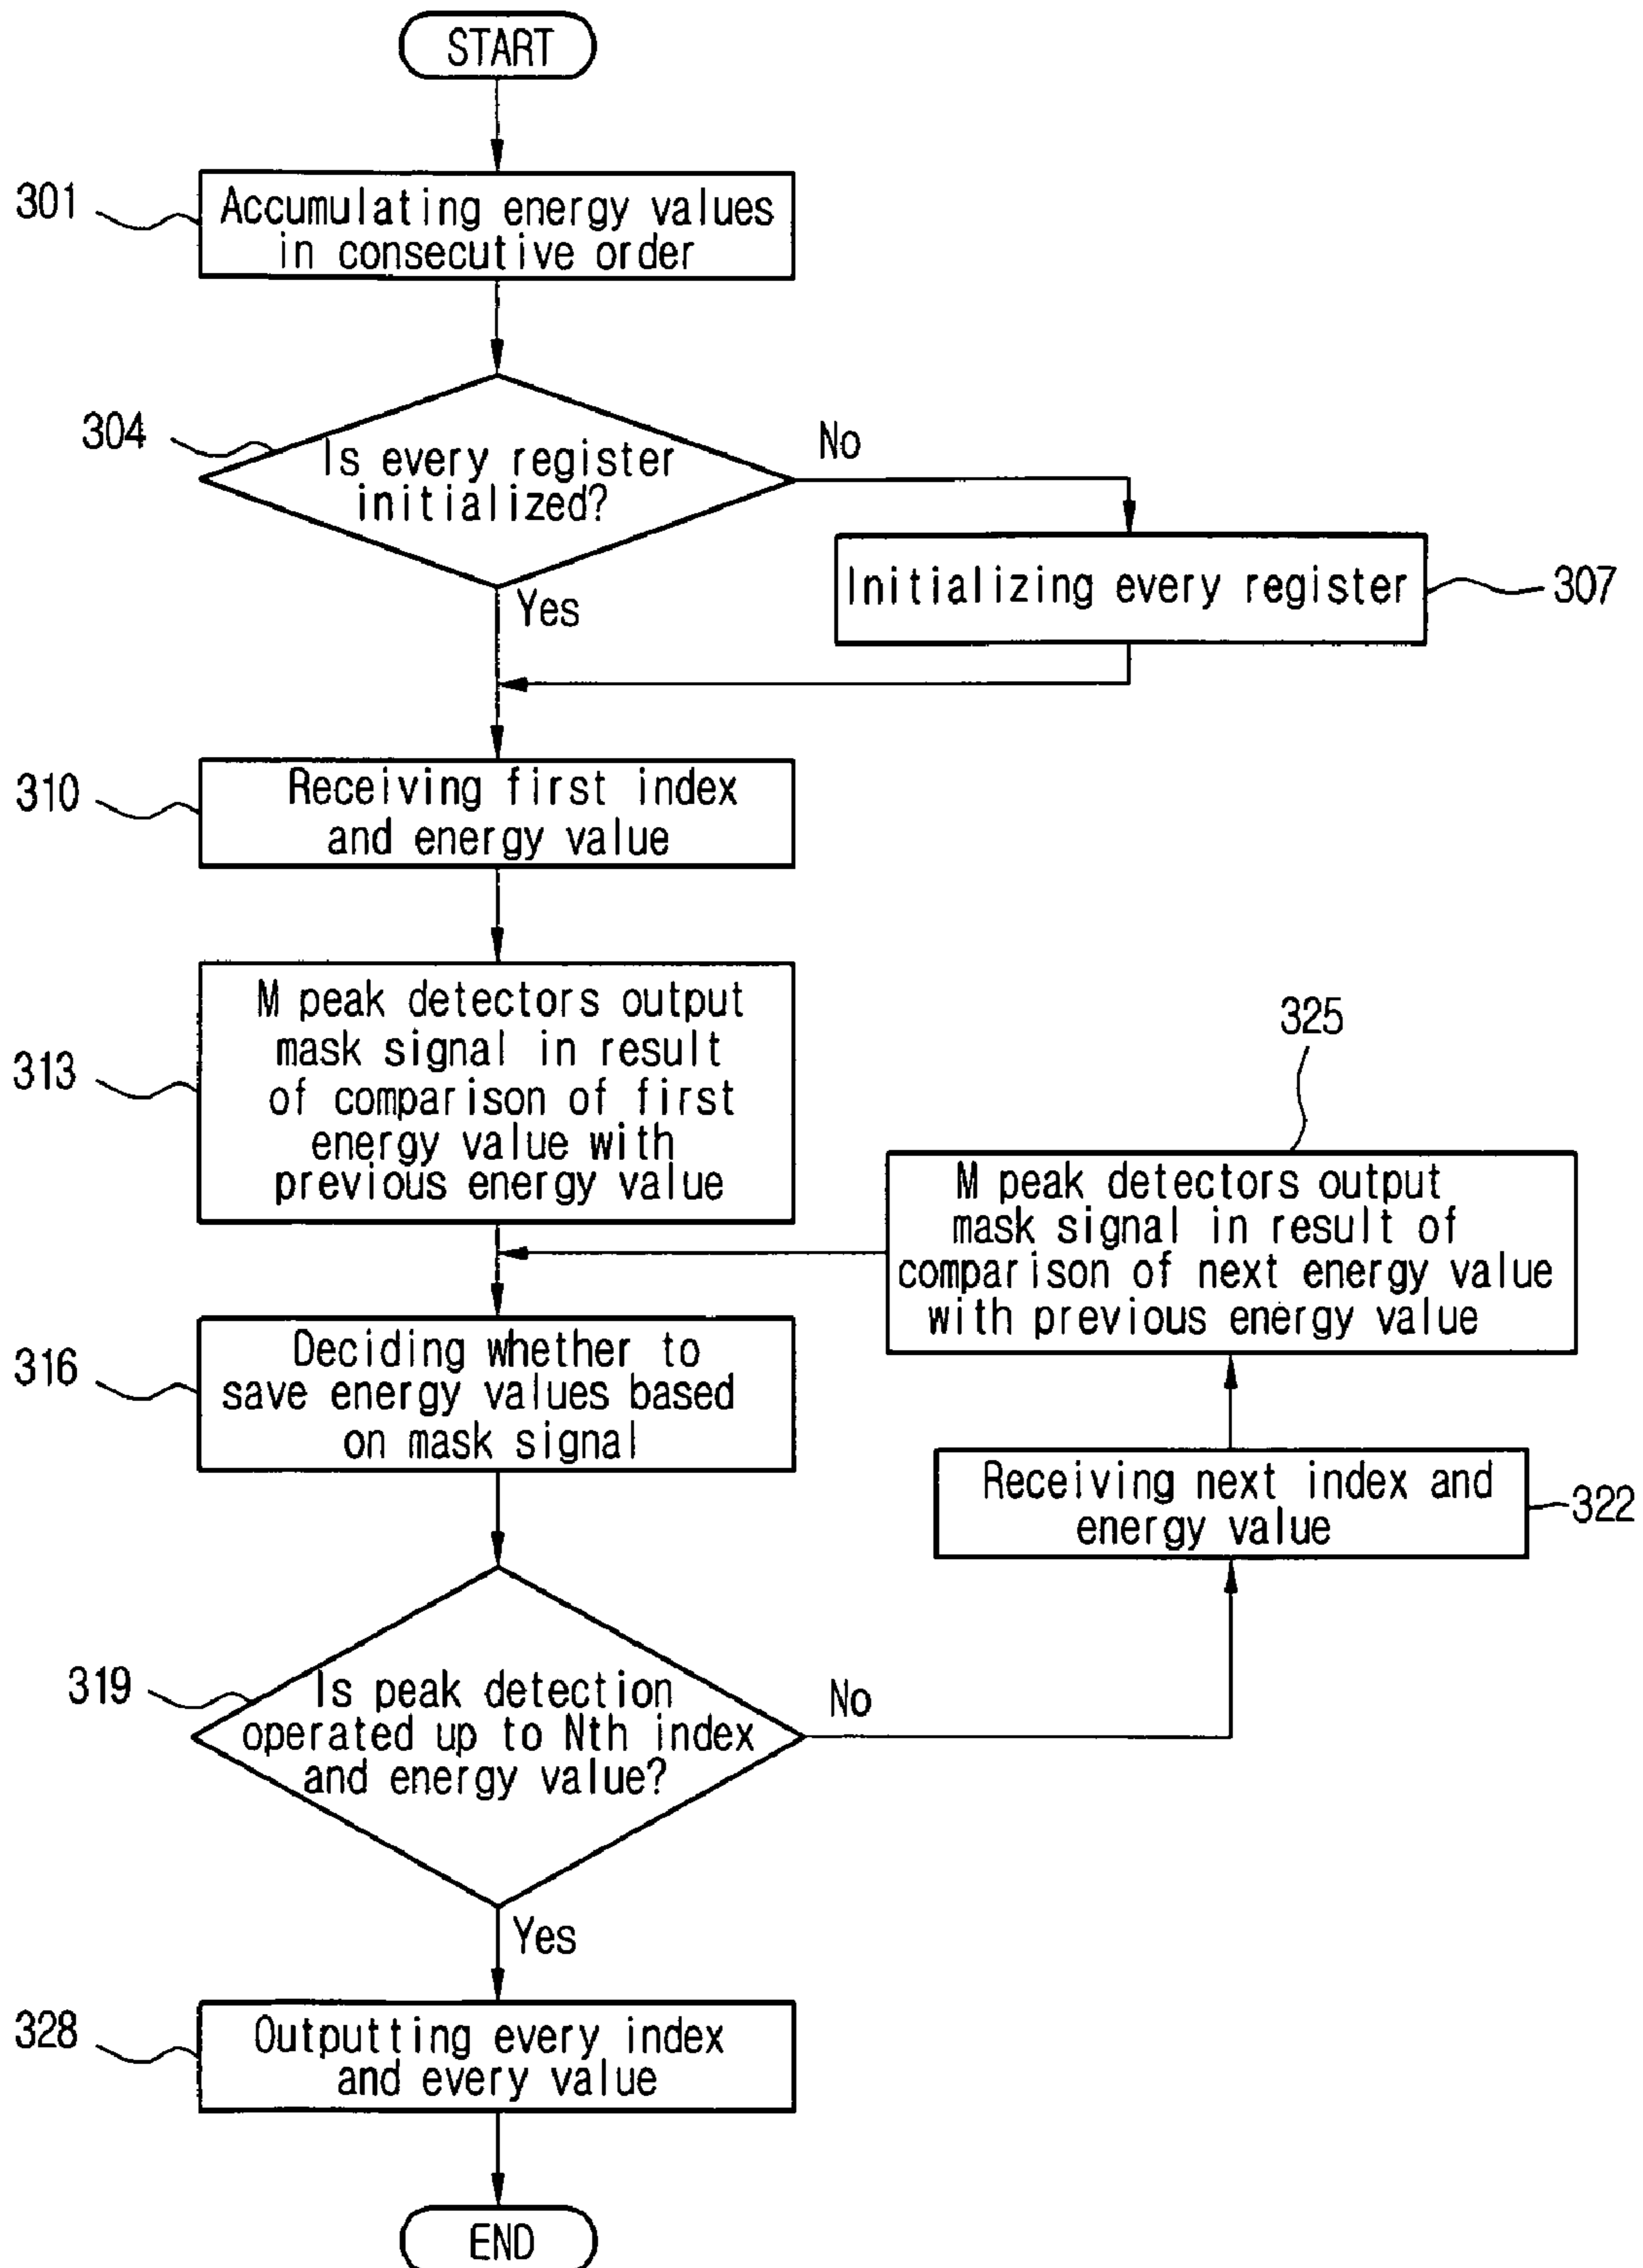 START
301
Accumulating energy values
in consecutive order
304
Is every register
initialized?
No
Yes
Initializing every register
307
310
Receiving first index
and energy value
313
M peak detectors output
mask signal in result
of comparison of first
energy value with
previous energy value
325
M peak detectors output
mask signal in result of
comparison of next energy value
with previous energy value
316
Deciding whether to
save energy values based
on mask signal
Receiving next index and
energy value
322
319
Is peak detection
operated up to Nth index
and energy value?
No
Yes
328
Outputting every index
and every value
END